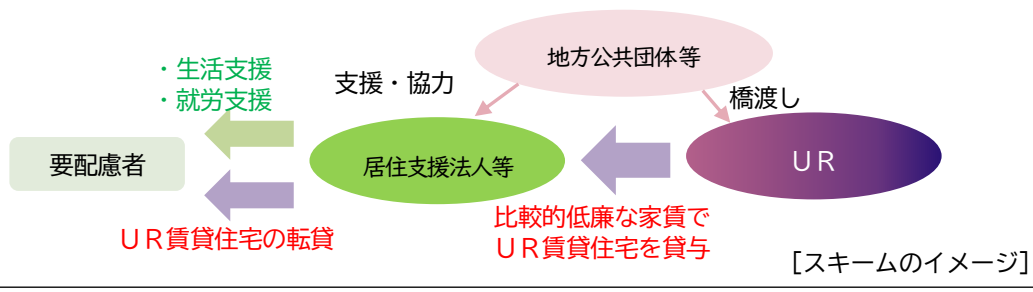 地方公共団体等
・生活支援
・就労支援
支援・協力
橋渡し
要配慮者
居住支援法人等
ＵＲ
ＵＲ賃貸住宅の転貸
比較的低廉な家賃で
ＵＲ賃貸住宅を貸与
［スキームのイメージ］